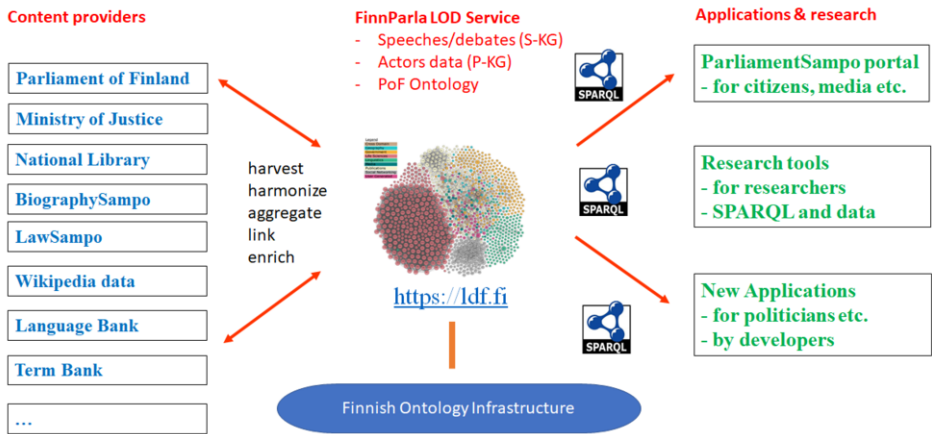 Content providers
Parliament of Finland
Ministry of Justice
National Library
BiographySampo
LawSampo
Wikipedia data
Language Bank
Term Bank
...
harvest
harmonize
aggregate
link
enrich
FinnParla LOD Service
- Speeches/debates (S-KG)
- Actors data (P-KG)
- PoF Ontology
https://ldf.fi
Finnish Ontology Infrastructure
SPARQL
SPARQL
SPARQL
Applications & research
ParliamentSampo portal
- for citizens, media etc.
Research tools
- for researchers
- SPARQL and data
New Applications
- for politicians etc.
- by developers